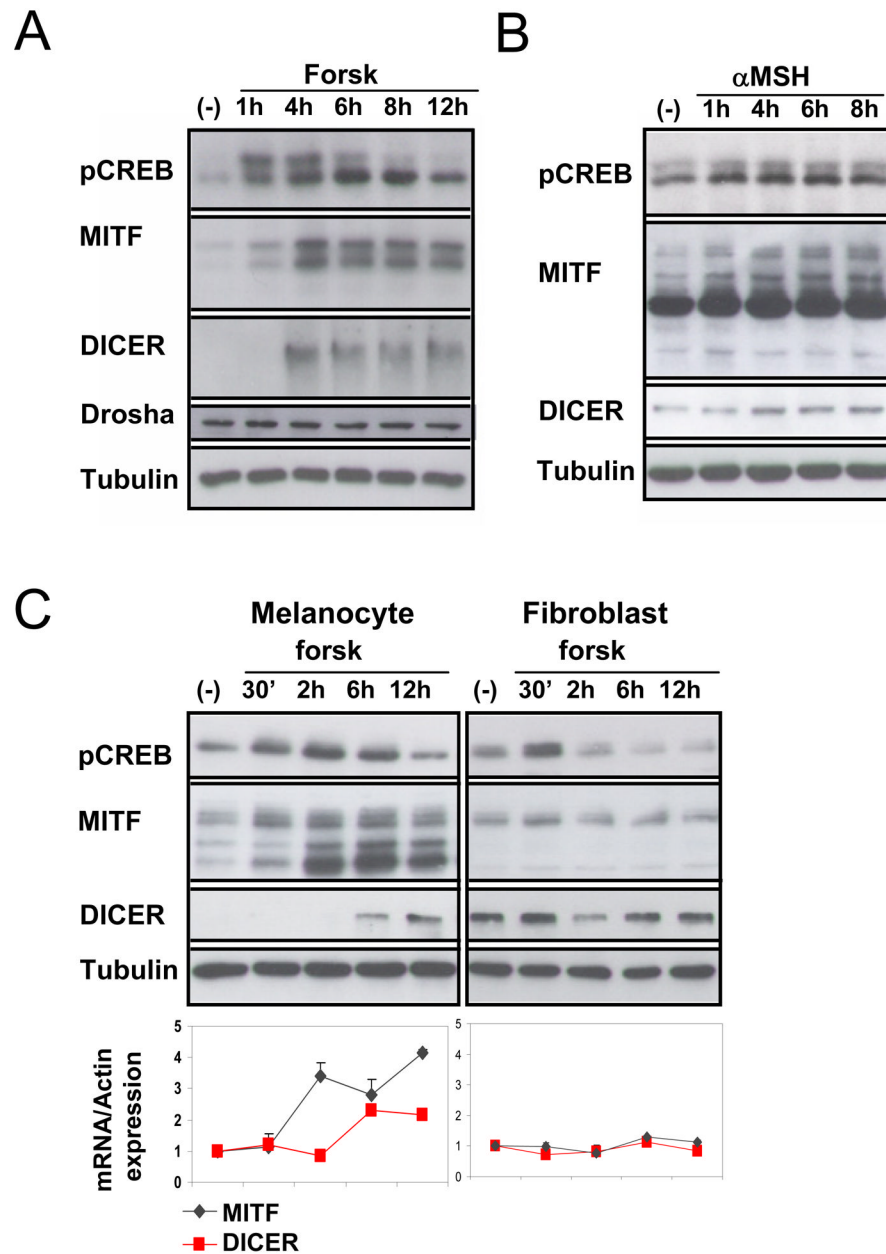 A
Forsk
(-) 1h 4h 6h 8h 12h
pCREB
MITF
DICER
Drosha
Tubulin
B
αMSH
(-) 1h 4h 6h 8h
pCREB
MITF
DICER
Tubulin
C
Melanocyte
forsk
(-) 30’ 2h 6h 12h
Fibroblast
forsk
(-) 30’ 2h 6h 12h
pCREB
MITF
DICER
Tubulin
mRNA/Actin
expression
5
4
3
2
1
0
5
4
3
2
1
0
MITF
DICER